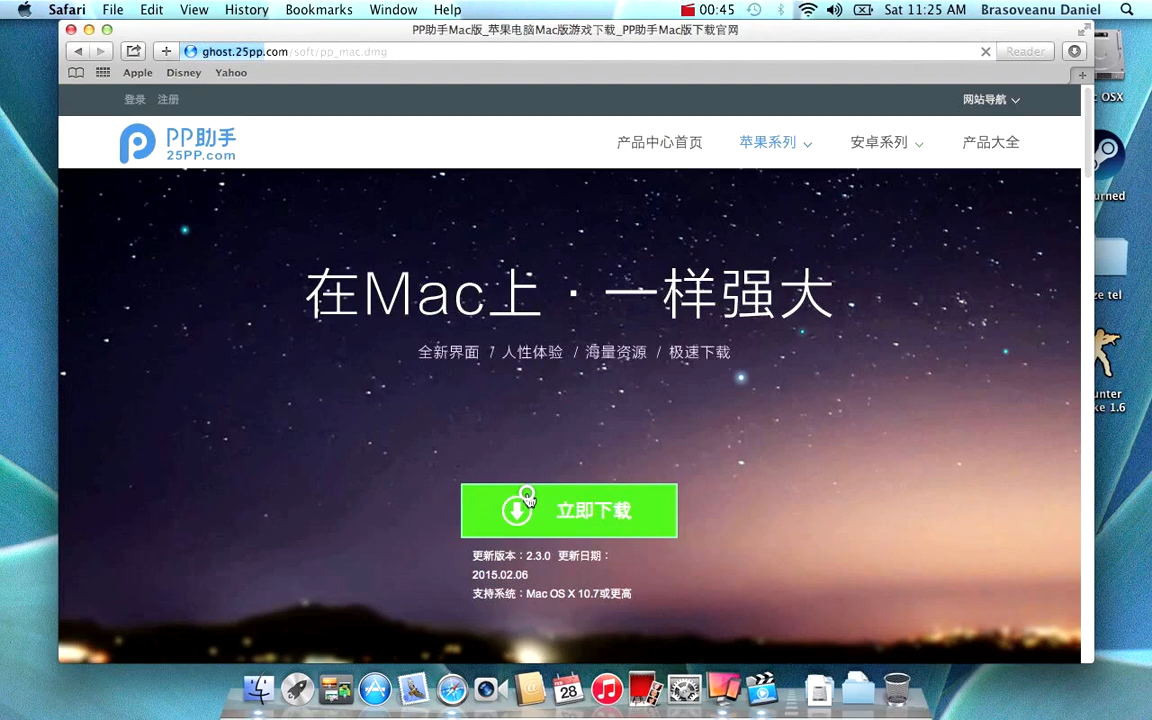 Safari File Edit View History Bookmarks Window Help 00:45 Sat 11:25 AM Brasoveanu Daniel
PP助手Mac版_苹果电脑Mac版游戏下载_PP助手Mac版下载官网
ghost.25pp.com/soft/pp_mac.dmg Reader
Apple Disney Yahoo
登录 注册 网站导航
PP助手
25PP.com
产品中心首页 苹果系列 安卓系列 产品大全
在Mac上·一样强大
全新界面 / 人性体验 / 海量资源 / 极速下载
立即下载
更新版本：2.3.0 更新日期：
2015.02.06
支持系统：Mac OS X 10.7或更高
OSX
urned
ze tel
unter
ke 1.6
FEB
28